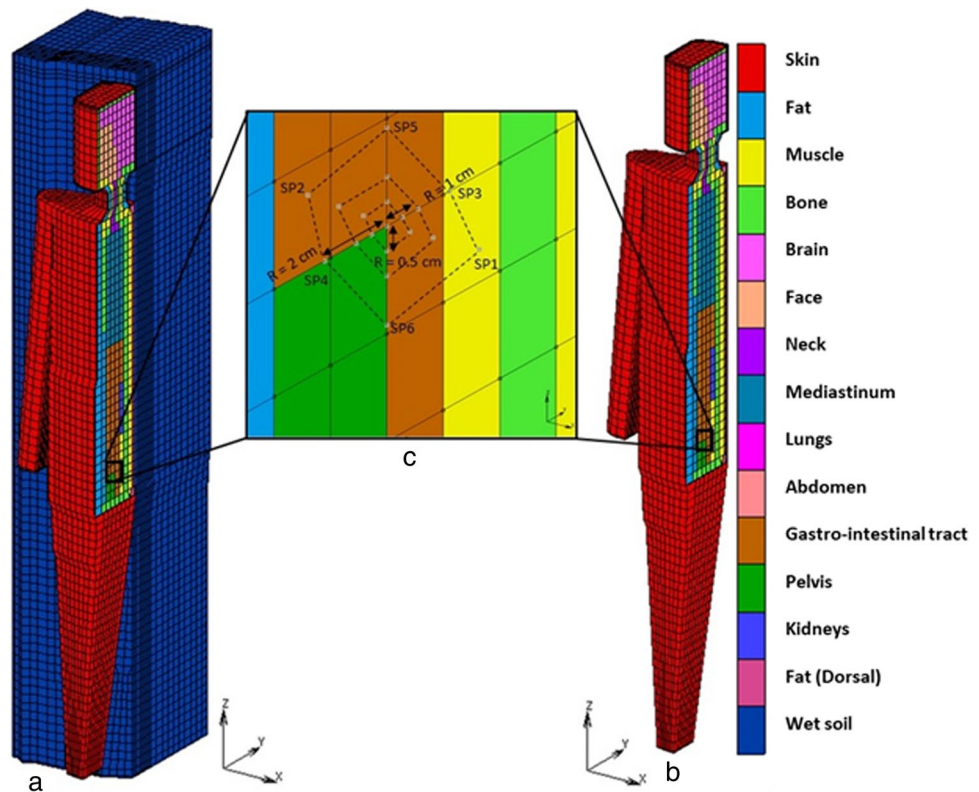 SP5
SP2
R = 1 cm
SP3
R = 2 cm
R = 0.5 cm
SP4
SP1
SP6
c
Z
Y
X
a
Z
Y
X
b
Skin
Fat
Muscle
Bone
Brain
Face
Neck
Mediastinum
Lungs
Abdomen
Gastro-intestinal tract
Pelvis
Kidneys
Fat (Dorsal)
Wet soil